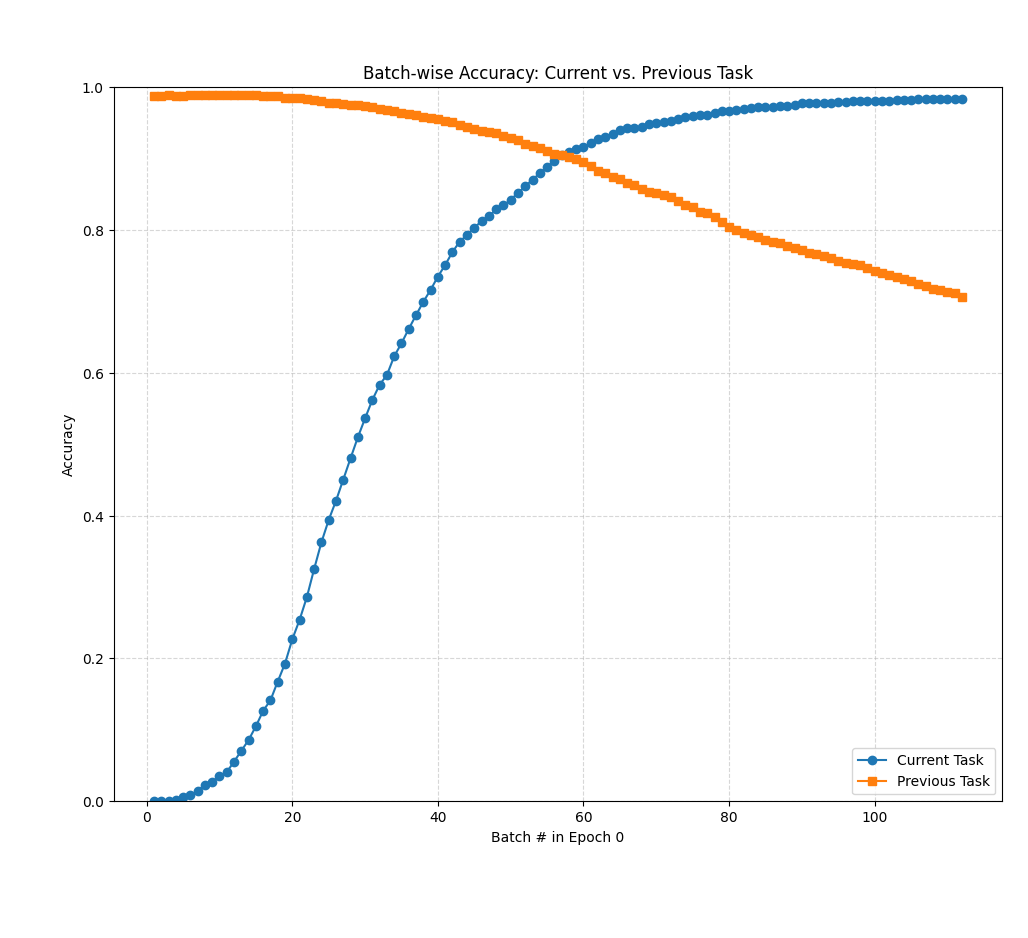 Batch-wise Accuracy: Current vs. Previous Task
1.0
0.8
0.6
0.4
0.2
0.0
Accuracy
0 20 40 60 80 100
Batch # in Epoch 0
Current Task
Previous Task